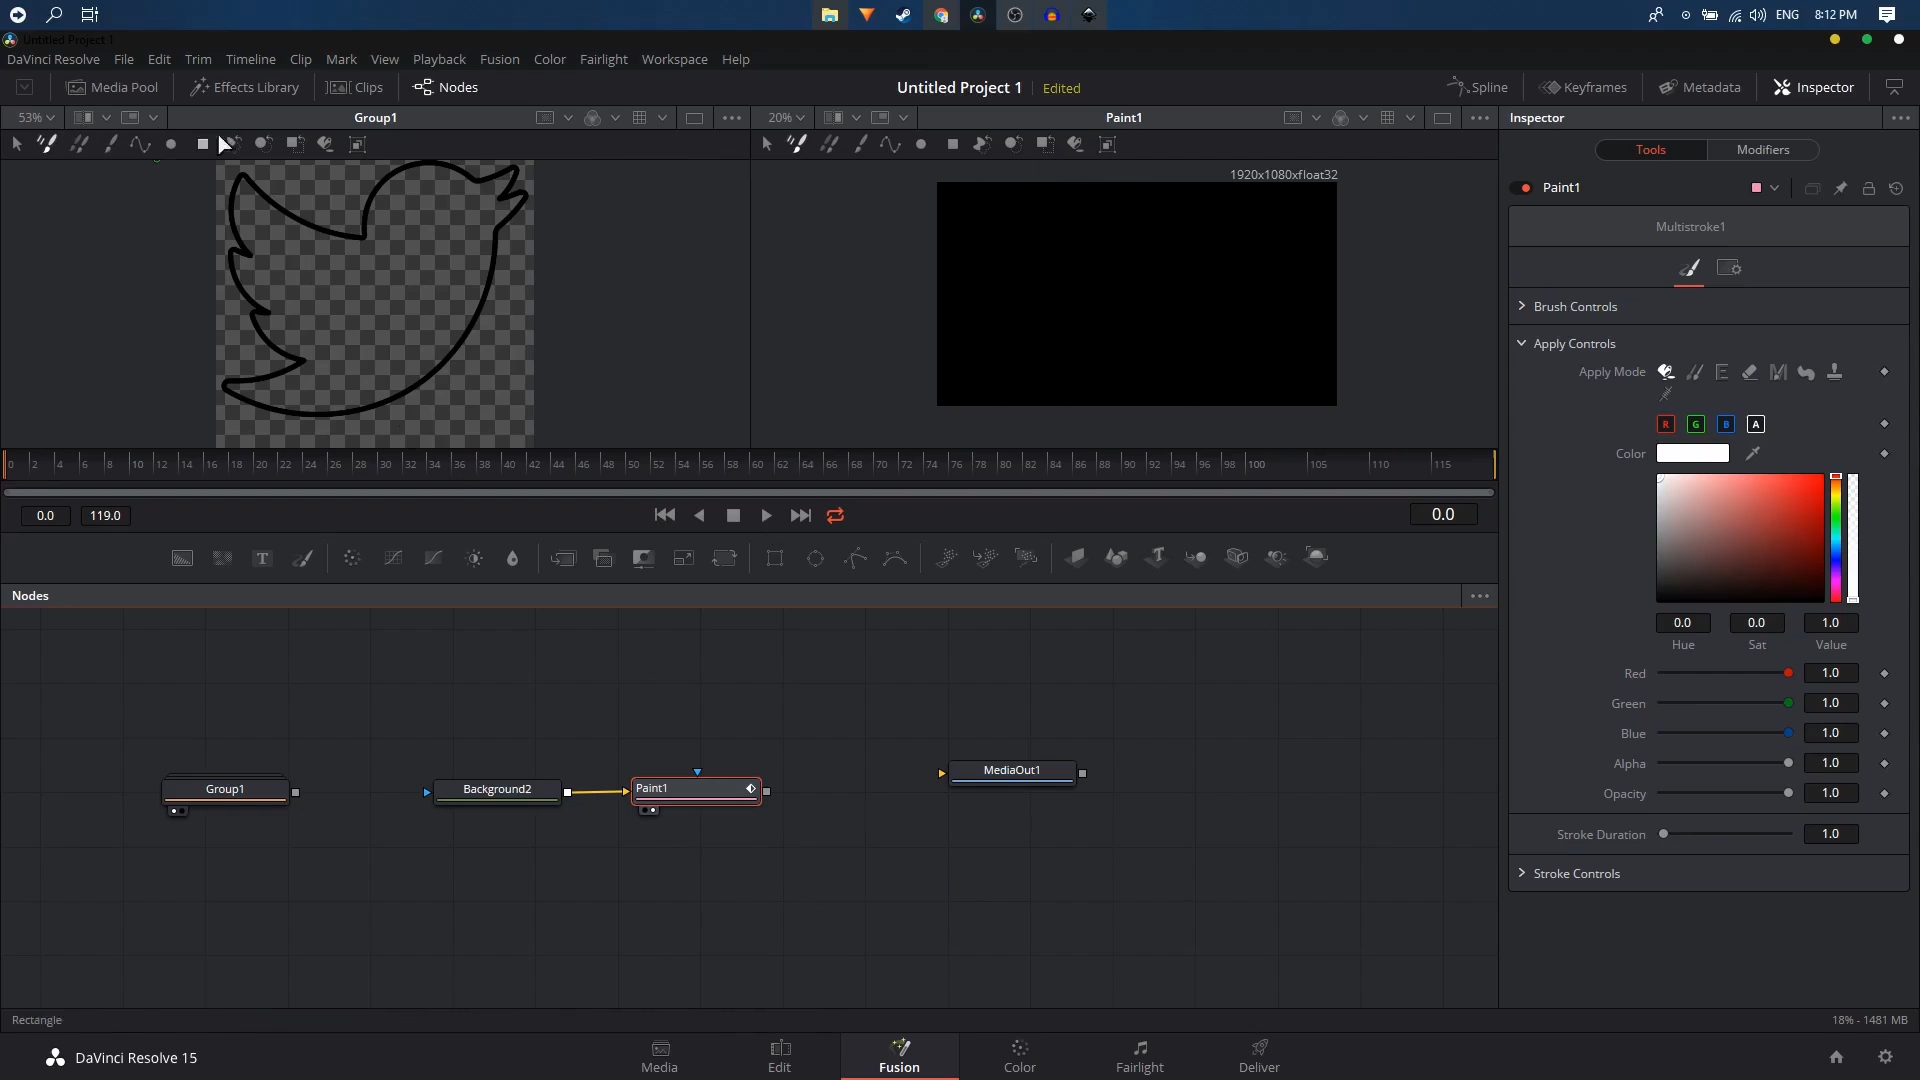 ENG 8:12 PM
Untitled Project 1
DaVinci Resolve File Edit Trim Timeline Clip Mark View Playback Fusion Color Fairlight Workspace Help
Media Pool Effects Library Clips Nodes Untitled Project 1 Edited Spline Keyframes Metadata Inspector
53% Group1 20% Paint1 Inspector
Tools Modifiers
1920x1080xfloat32
Paint1
Multistroke1
Brush Controls
Apply Controls
Apply Mode
R G B A
Color
0 2 4 6 8 10 12 14 16 18 20 22 24 26 28 30 32 34 36 38 40 42 44 46 48 50 52 54 56 58 60 62 64 66 68 70 72 74 76 78 80 82 84 86 88 90 92 94 96 98 100 105 110 115
0.0 119.0 0.0
Nodes
0.0 0.0 1.0
Hue Sat Value
Red 1.0
Green 1.0
Blue 1.0
Alpha 1.0
Opacity 1.0
Stroke Duration 1.0
Stroke Controls
Group1 Background2 Paint1 MediaOut1
Rectangle 18% - 1481 MB
DaVinci Resolve 15 Media Edit Fusion Color Fairlight Deliver